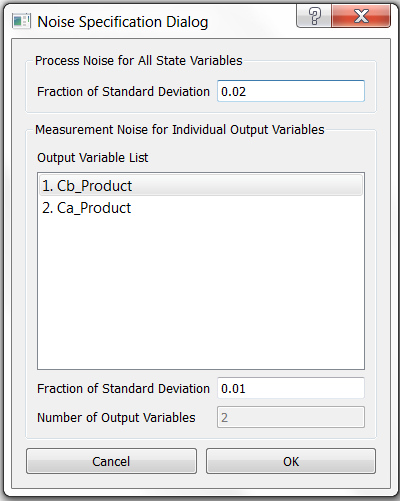 Noise Specification Dialog
Process Noise for All State Variables
Fraction of Standard Deviation 0.02
Measurement Noise for Individual Output Variables
Output Variable List
1. Cb_Product
2. Ca_Product
Fraction of Standard Deviation 0.01
Number of Output Variables 2
Cancel OK